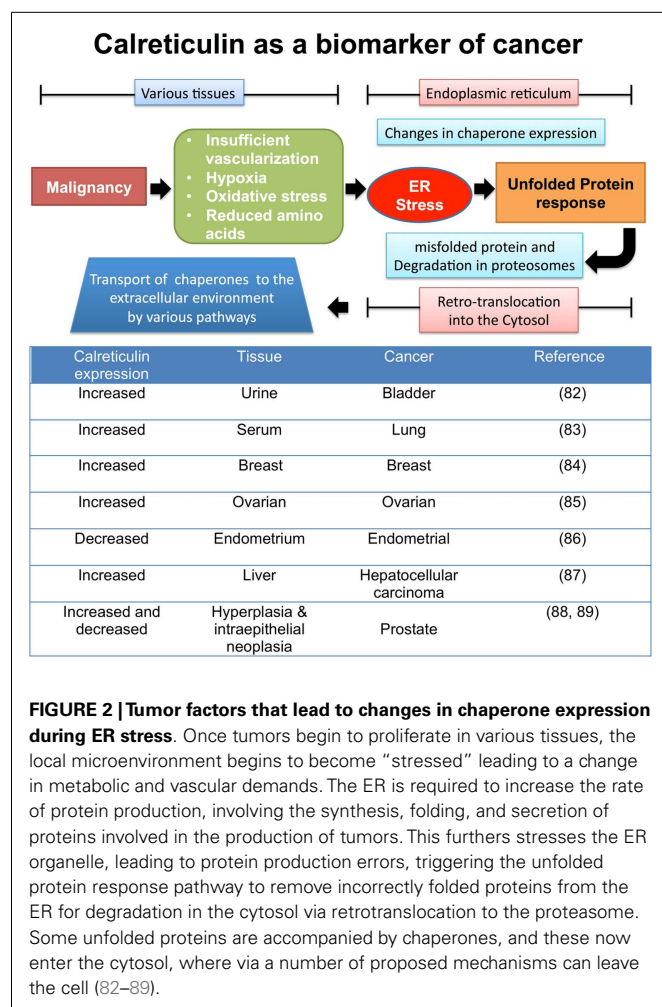 Calreticulin as a biomarker of cancer
Various tissues
Endoplasmic reticulum
Changes in chaperone expression
Malignancy
• Insufficient
vascularization
• Hypoxia
• Oxidative stress
• Reduced amino
acids
ER
Stress
Unfolded Protein
response
misfolded protein and
Degradation in proteosomes
Transport of chaperones to the
extracellular environment
by various pathways
Retro-translocation
into the Cytosol
Calreticulin
expression
Tissue
Cancer
Reference
Increased Urine Bladder (82)
Increased Serum Lung (83)
Increased Breast Breast (84)
Increased Ovarian Ovarian (85)
Decreased Endometrium Endometrial (86)
Increased Liver Hepatocellular
carcinoma
(87)
Increased and
decreased
Hyperplasia &
intraepithelial
neoplasia
Prostate
(88, 89)
FIGURE 2 | Tumor factors that lead to changes in chaperone expression
during ER stress. Once tumors begin to proliferate in various tissues, the
local microenvironment begins to become “stressed” leading to a change
in metabolic and vascular demands. The ER is required to increase the rate
of protein production, involving the synthesis, folding, and secretion of
proteins involved in the production of tumors. This furthers stresses the ER
organelle, leading to protein production errors, triggering the unfolded
protein response pathway to remove incorrectly folded proteins from the
ER for degradation in the cytosol via retrotranslocation to the proteasome.
Some unfolded proteins are accompanied by chaperones, and these now
enter the cytosol, where via a number of proposed mechanisms can leave
the cell (82–89).